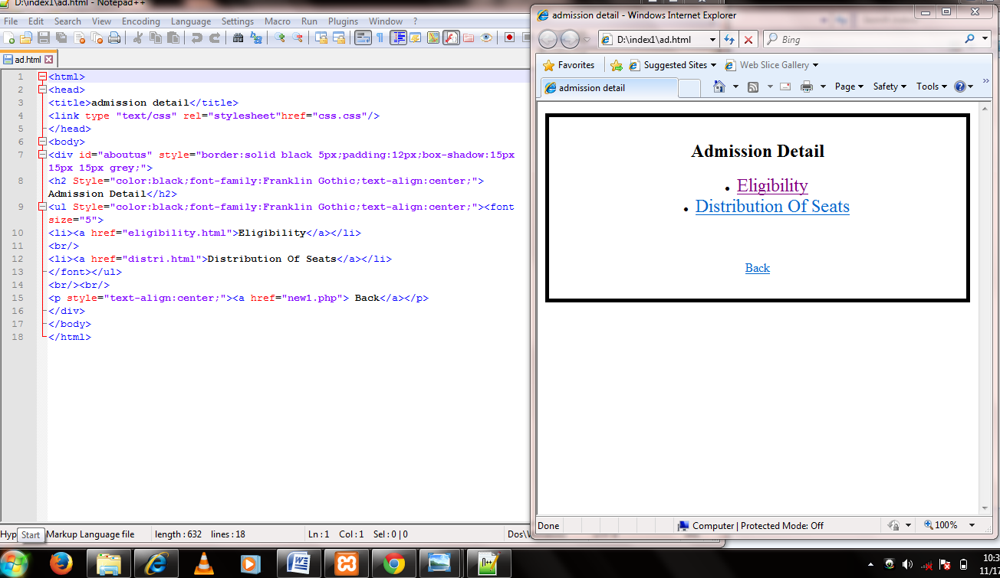 D:\index1\ad.html - Notepad++
File Edit Search View Encoding Language Settings Macro Run Plugins Window ?
ad.html
1 <html>
2 <head>
3 <title>admission detail</title>
4 <link type "text/css" rel="stylesheet"href="css.css"/>
5 </head>
6 <body>
7 <div id="aboutus" style="border:solid black 5px;padding:12px;box-shadow:15px
15px 15px grey;">
8 <h2 Style="color:black;font-family:Franklin Gothic;text-align:center;">
Admission Detail</h2>
9 <ul Style="color:black;font-family:Franklin Gothic;text-align:center;"><font
size="5">
10 <li><a href="eligibility.html">Eligibility</a></li>
11 <br/>
12 <li><a href="distri.html">Distribution Of Seats</a></li>
13 </font></ul>
14 <br/><br/>
15 <p style="text-align:center;"><a href="new1.php"> Back</a></p>
16 </div>
17 </body>
18 </html>
Hyp
Start
Markup Language file length : 632 lines : 18 Ln : 1 Col : 1 Sel : 0 | 0 Dos\
admission detail - Windows Internet Explorer
D:\index1\ad.html
Bing
Favorites Suggested Sites Web Slice Gallery
admission detail
Page Safety Tools
Admission Detail
• Eligibility
• Distribution Of Seats
Back
Done Computer | Protected Mode: Off 100%
10:3
11/1